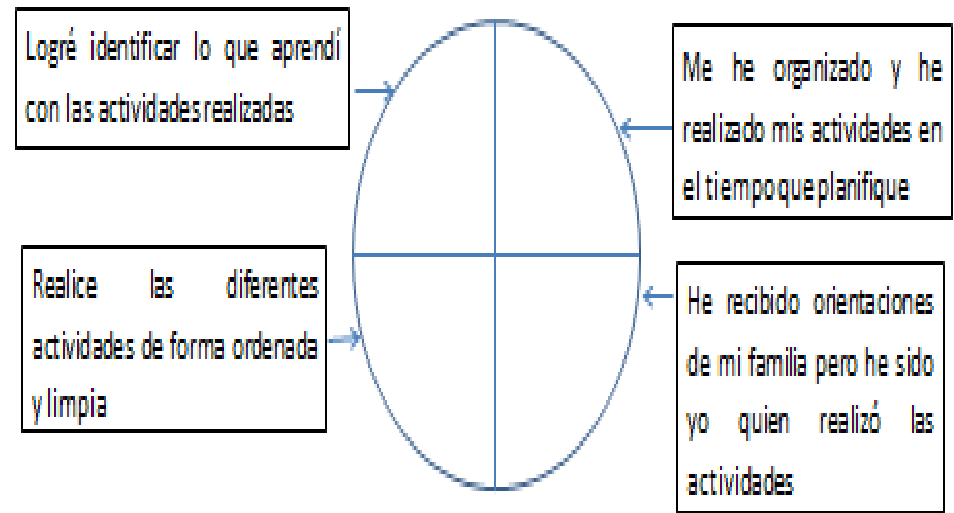 Logré identificar lo que aprendí
con las actividades realizadas
Me he organizado y he
realizado mis actividades en
el tiempo que planifique
Realice las diferentes
actividades de forma ordenada
y limpia
He recibido orientaciones
de mi familia pero he sido
yo quien realizó las
actividades